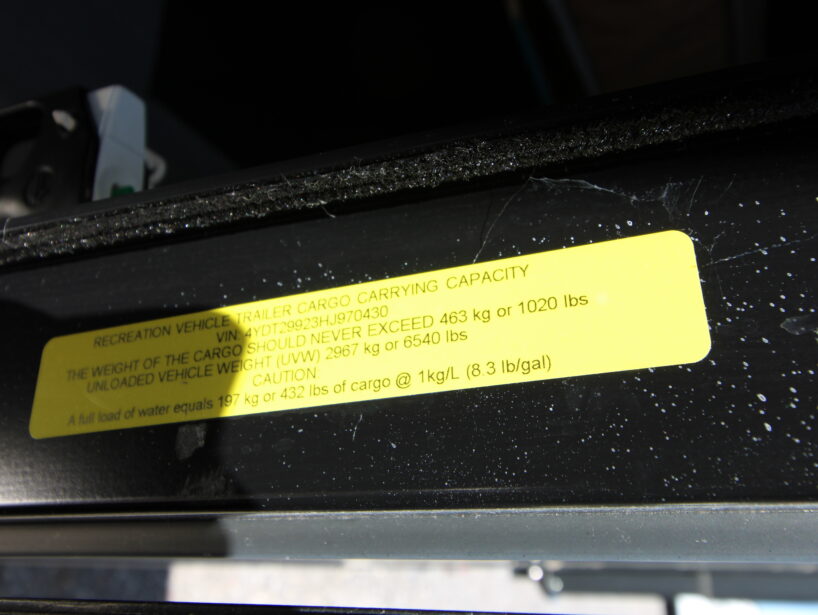 RECREATION VEHICLE TRAILER CARGO CARRYING CAPACITY
VIN: 4YDT29923HJ970430
THE WEIGHT OF THE CARGO SHOULD NEVER EXCEED 463 kg or 1020 lbs
UNLOADED VEHICLE WEIGHT (UVW) 2967 kg or 6540 lbs
CAUTION:
A full load of water equals 197 kg or 432 lbs of cargo @ 1kg/L (8.3 lb/gal)